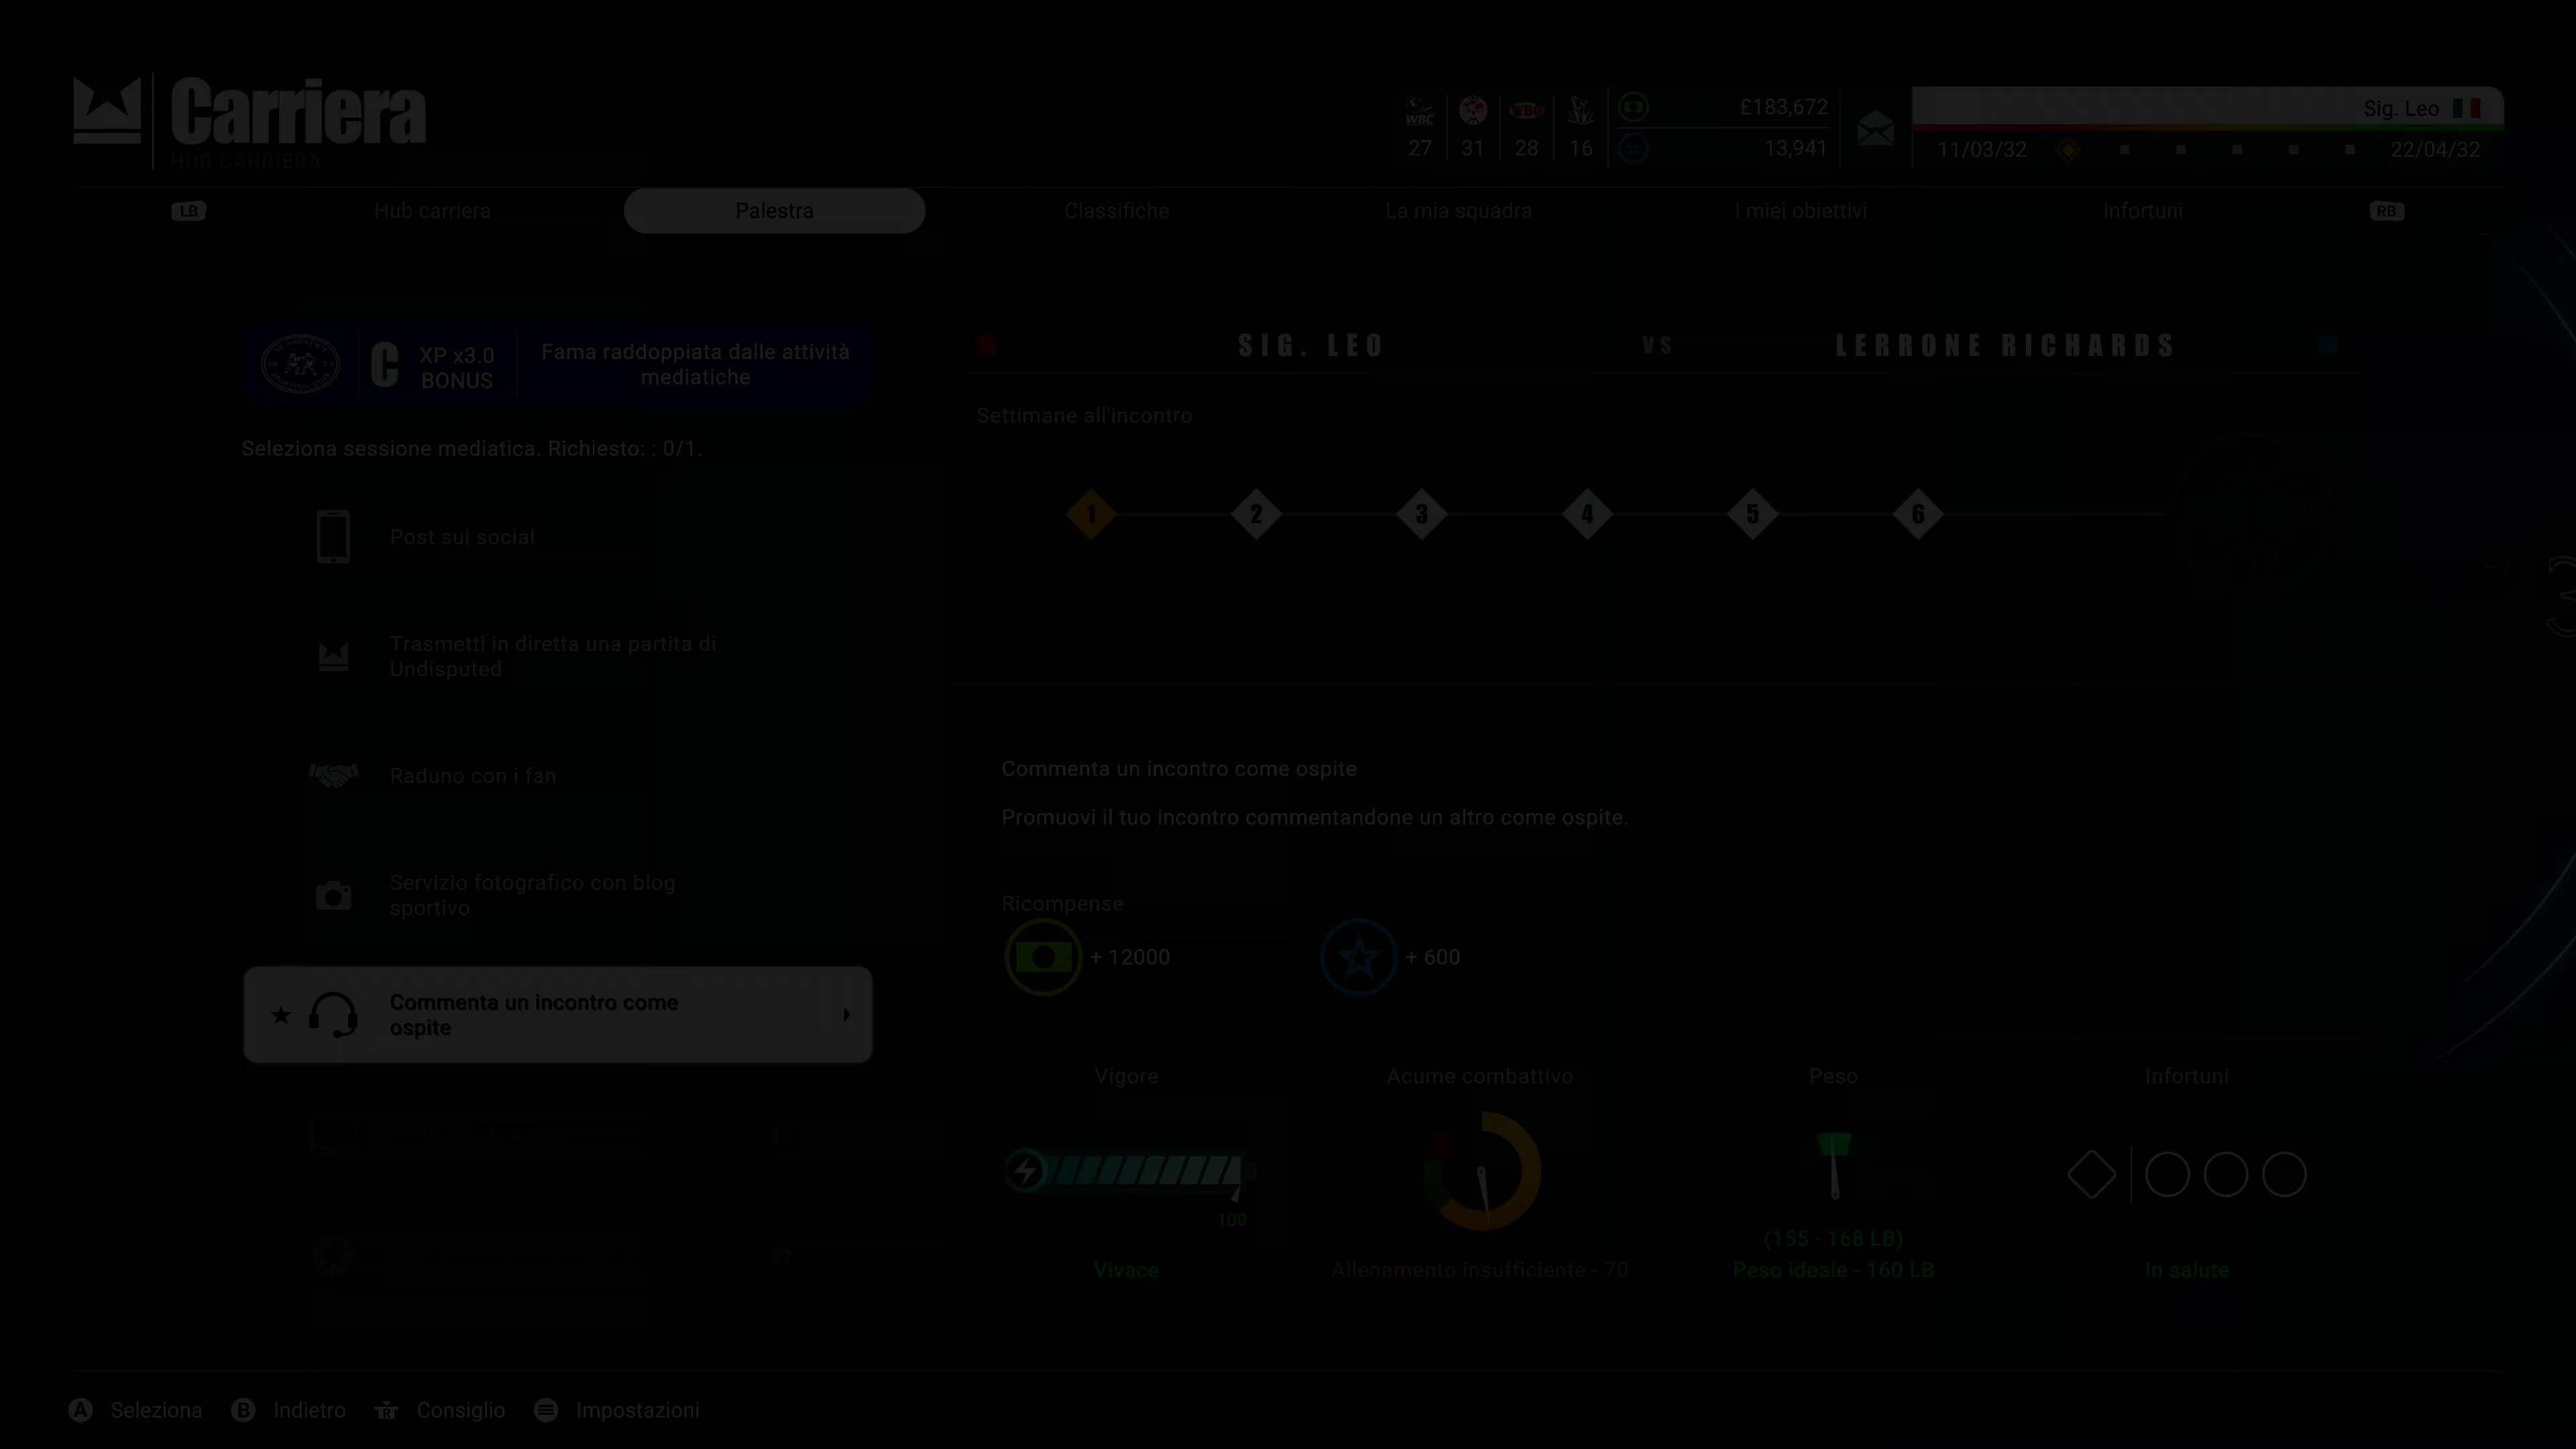 Carriera
HUB CARRIERA
WBC
27
31
WBO
28
16
£183,672
13,941
Sig. Leo
11/03/32
22/04/32
LB
Hub carriera
Palestra
Classifiche
La mia squadra
I miei obiettivi
Infortuni
RB
C
XP x3.0
BONUS
Fama raddoppiata dalle attività
mediatiche
SIG. LEO
VS
LERRONE RICHARDS
Settimane all'incontro
Seleziona sessione mediatica. Richiesto: : 0/1.
1
2
3
4
5
6
Post sui social
3
Trasmetti in diretta una partita di
Undisputed
Raduno con i fan
Servizio fotografico con blog
sportivo
Commenta un incontro come
ospite
Commenta un incontro come ospite
Promuovi il tuo incontro commentandone un altro come ospite.
Ricompense
+ 12000
+ 600
Vigore
Acume combattivo
Peso
Infortuni
100
(155 - 168 LB)
Vivace
Allenamento insufficiente - 70
Peso ideale - 160 LB
In salute
A Seleziona
B Indietro
R Consiglio
Impostazioni